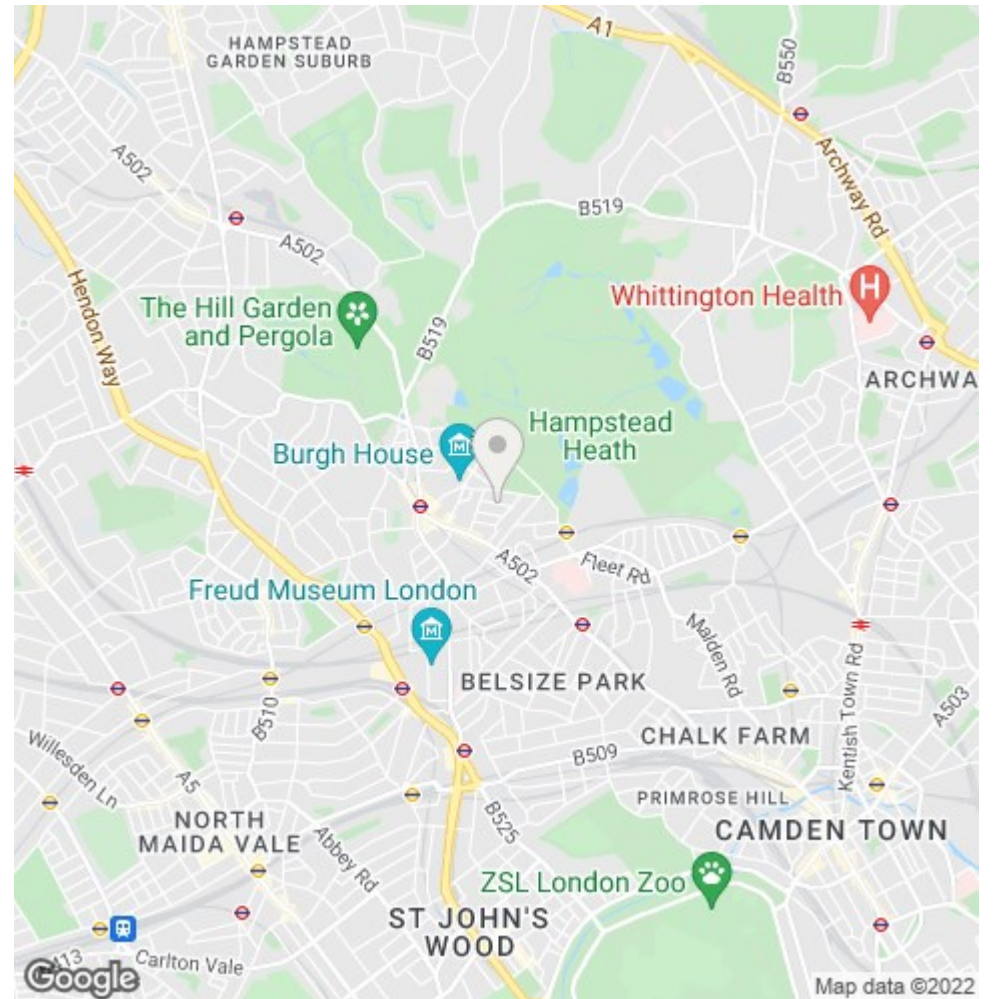 HAMPSTEAD
GARDEN SUBURB
A1
B550
A502
Archway Rd
B519
A502
Hendon Way
The Hill Garden
and Pergola
B519
Whittington Health
H
ARCHWA
Burgh House
M
Hampstead
Heath
A502
Fleet Rd
Freud Museum London
M
Malden Rd
Kentish Town Rd
BELSIZE PARK
A503
B510
CHALK FARM
Willesden Ln
B509
A5
PRIMROSE HILL
NORTH
MAIDA VALE
B525
CAMDEN TOWN
Abbey Rd
ZSL London Zoo
ST JOHN'S
WOOD
413
Carlton Vale
Google
Map data ©2022